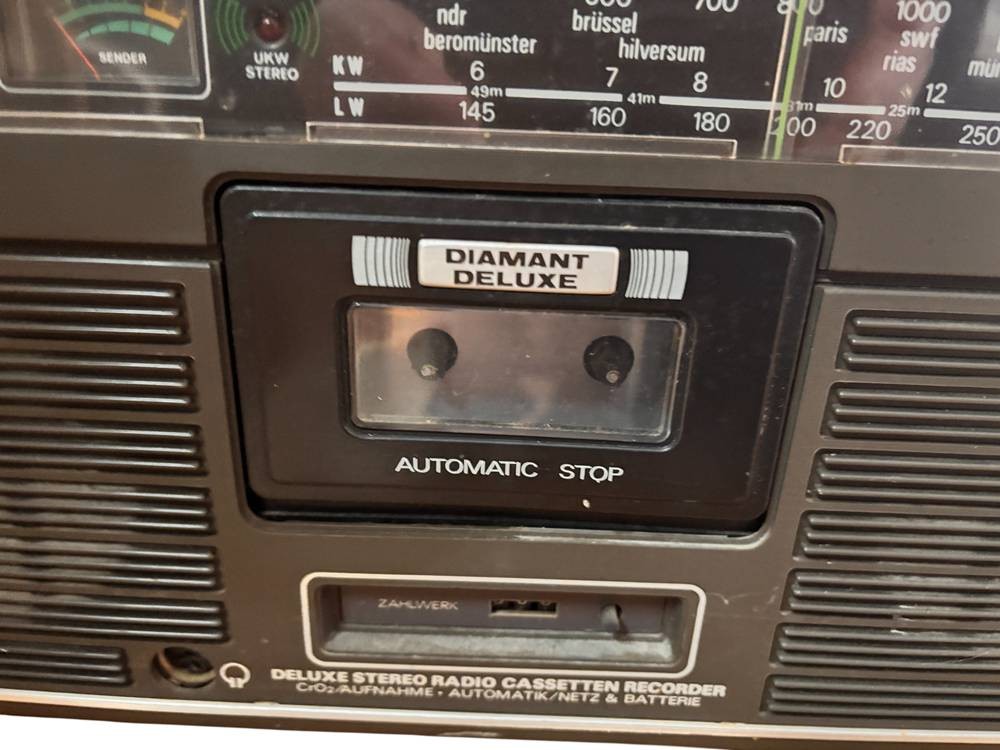 SENDER
UKW
STEREO
700
1000
ndr
brüssel
paris
swf
beromünster
hilversum
rias
KW
6
7
8
10
12
49m
41m
31m
25m
LW
145
160
180
200
220
250
DIAMANT
DELUXE
AUTOMATIC STOP
ZAHLWERK
DELUXE STEREO RADIO CASSETTEN RECORDER
CrO₂/AUFNAHME • AUTOMATIK/NETZ & BATTERIE